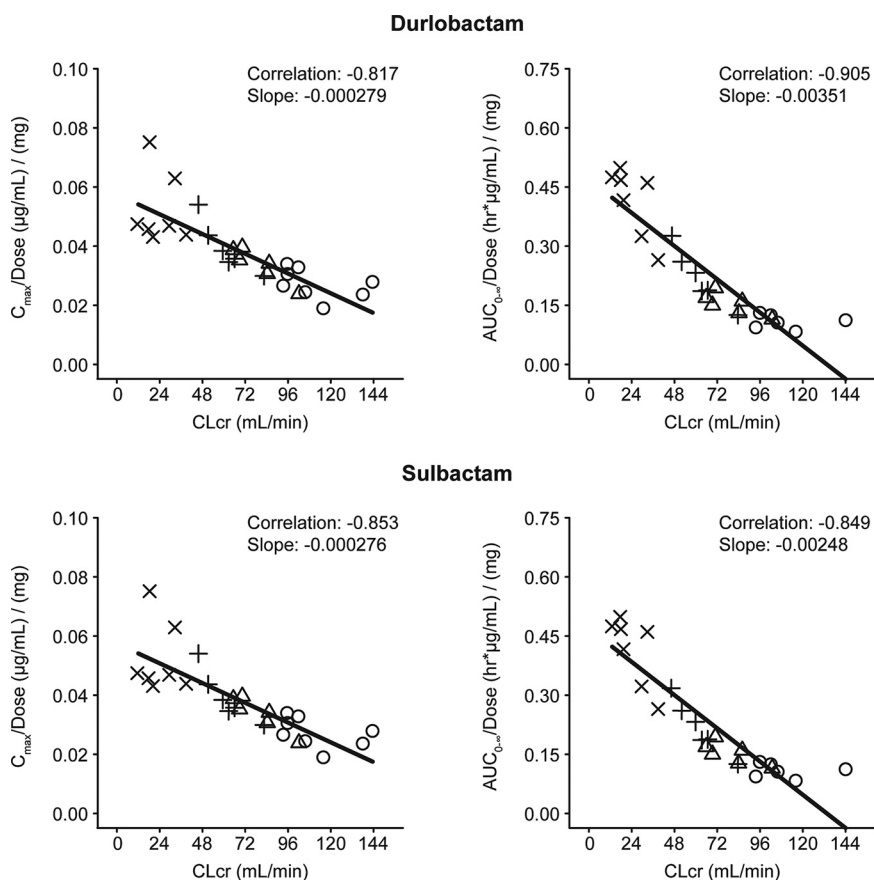 Durlobactam
Correlation: -0.817
Slope: -0.000279
C_max/Dose (µg/mL) / (mg)
0.10
0.08
0.06
0.04
0.02
0.00
0 24 48 72 96 120 144
CLcr (mL/min)
Correlation: -0.905
Slope: -0.00351
AUC_0-∞/Dose (hr*µg/mL) / (mg)
0.75
0.60
0.45
0.30
0.15
0.00
0 24 48 72 96 120 144
CLcr (mL/min)
Sulbactam
Correlation: -0.853
Slope: -0.000276
C_max/Dose (µg/mL) / (mg)
0.10
0.08
0.06
0.04
0.02
0.00
0 24 48 72 96 120 144
CLcr (mL/min)
Correlation: -0.849
Slope: -0.00248
AUC_0-∞/Dose (hr*µg/mL) / (mg)
0.75
0.60
0.45
0.30
0.15
0.00
0 24 48 72 96 120 144
CLcr (mL/min)